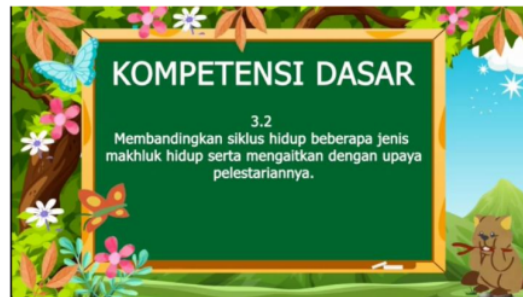 KOMPETENSI DASAR
3.2
Membandingkan siklus hidup beberapa jenis
makhluk hidup serta mengaitkan dengan upaya
pelestariannya.